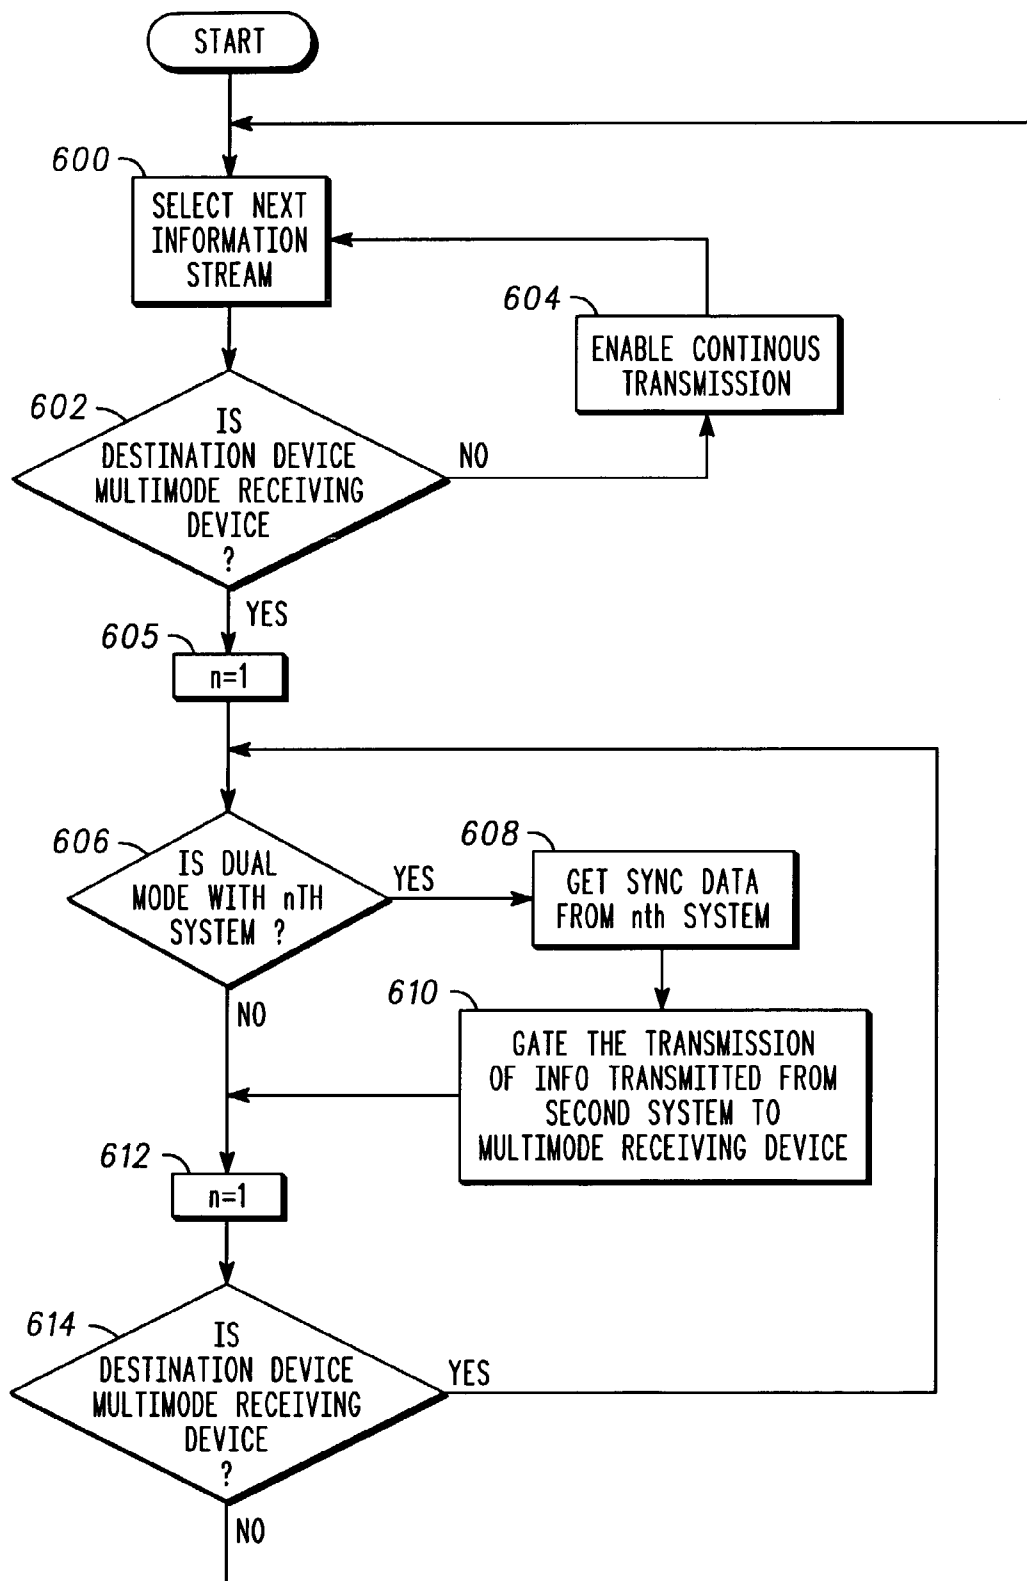 START
600
SELECT NEXT
INFORMATION
STREAM
604
ENABLE CONTINOUS
TRANSMISSION
602
IS
DESTINATION DEVICE
MULTIMODE RECEIVING
DEVICE
?
NO
YES
605
n=1
606
IS DUAL
MODE WITH nTH
SYSTEM ?
YES
608
GET SYNC DATA
FROM nth SYSTEM
NO
610
GATE THE TRANSMISSION
OF INFO TRANSMITTED FROM
SECOND SYSTEM TO
MULTIMODE RECEIVING DEVICE
612
n=1
614
IS
DESTINATION DEVICE
MULTIMODE RECEIVING
DEVICE
?
YES
NO